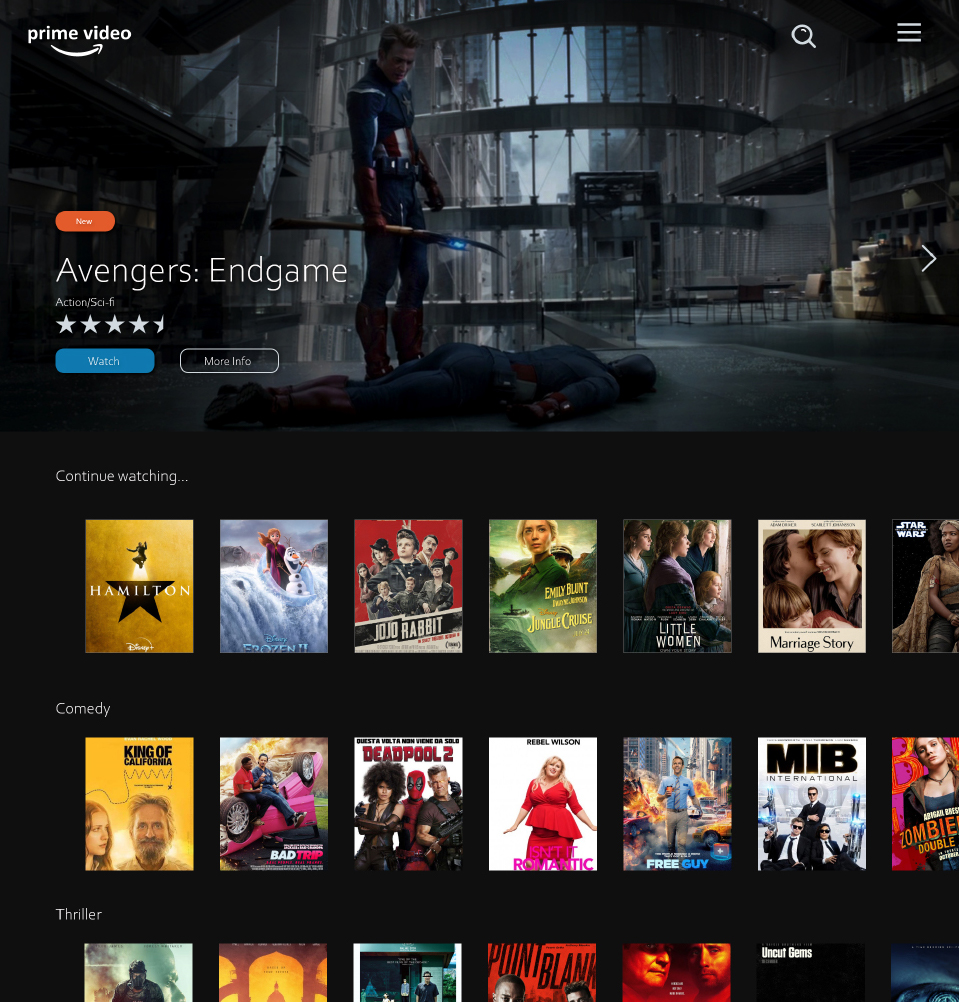 prime video
New
Avengers: Endgame
Action/Sci-fi
Watch
More Info
Continue watching...
HAMILTON
Disney+
Disney
FROZEN II
JOJO RABBIT
EMILY BLUNT
DWAYNE JOHNSON
JUNGLE CRUISE
LITTLE
WOMEN
ADAM DRIVER
SCARLETT JOHANSSON
Marriage Story
STAR
WARS
Comedy
KING OF
CALIFORNIA
BAD TRIP
QUESTA VOLTA NON VIENE DA SOLO
DEADPOOL 2
REBEL WILSON
ISN'T IT
ROMANTIC
FREE GUY
MIB
INTERNATIONAL
ABIGAIL BRES
ZOMBIE
DOUBLE
Thriller
POINT BLANK
Uncut Gems